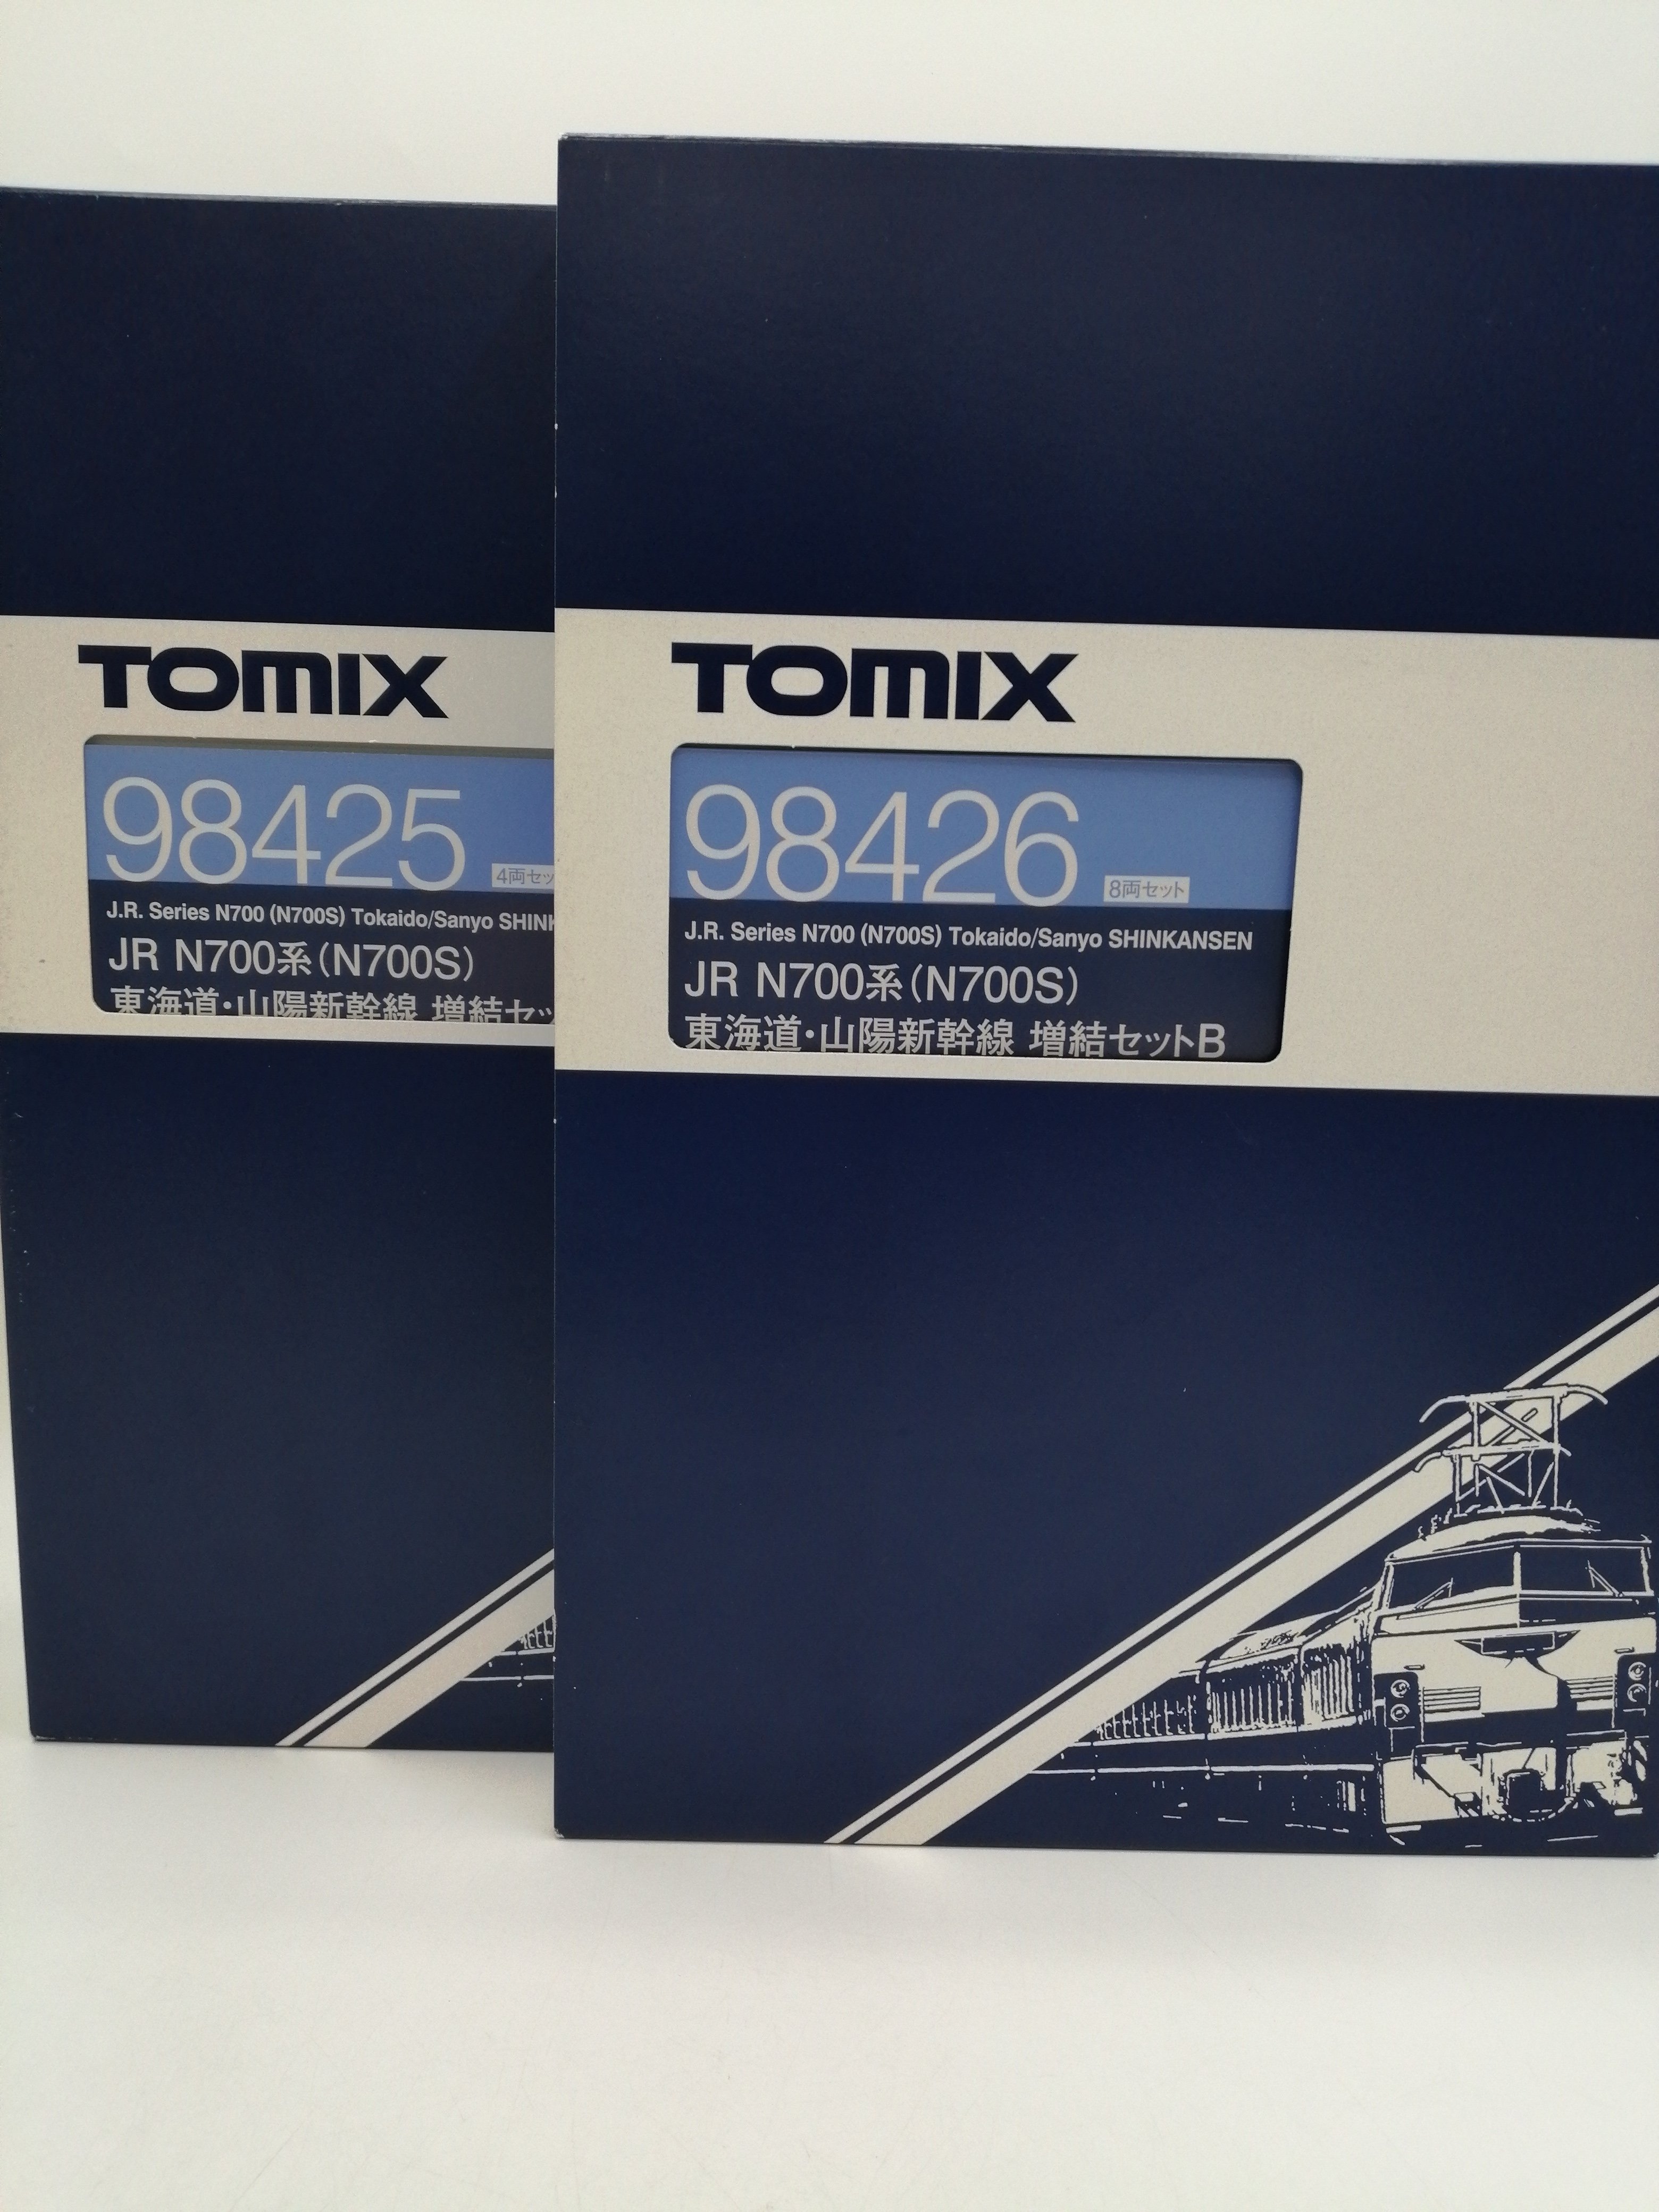 TOMIX
98425
4両セッ
J.R. Series N700 (N700S) Tokaido/Sanyo
JR N700系(N700S)
東海道・山陽新幹線 増結セッ
TOMIX
98426
8両セット
J.R. Series N700 (N700S) Tokaido/Sanyo SHINKANSEN
JR N700系(N700S)
東海道・山陽新幹線 増結セットB